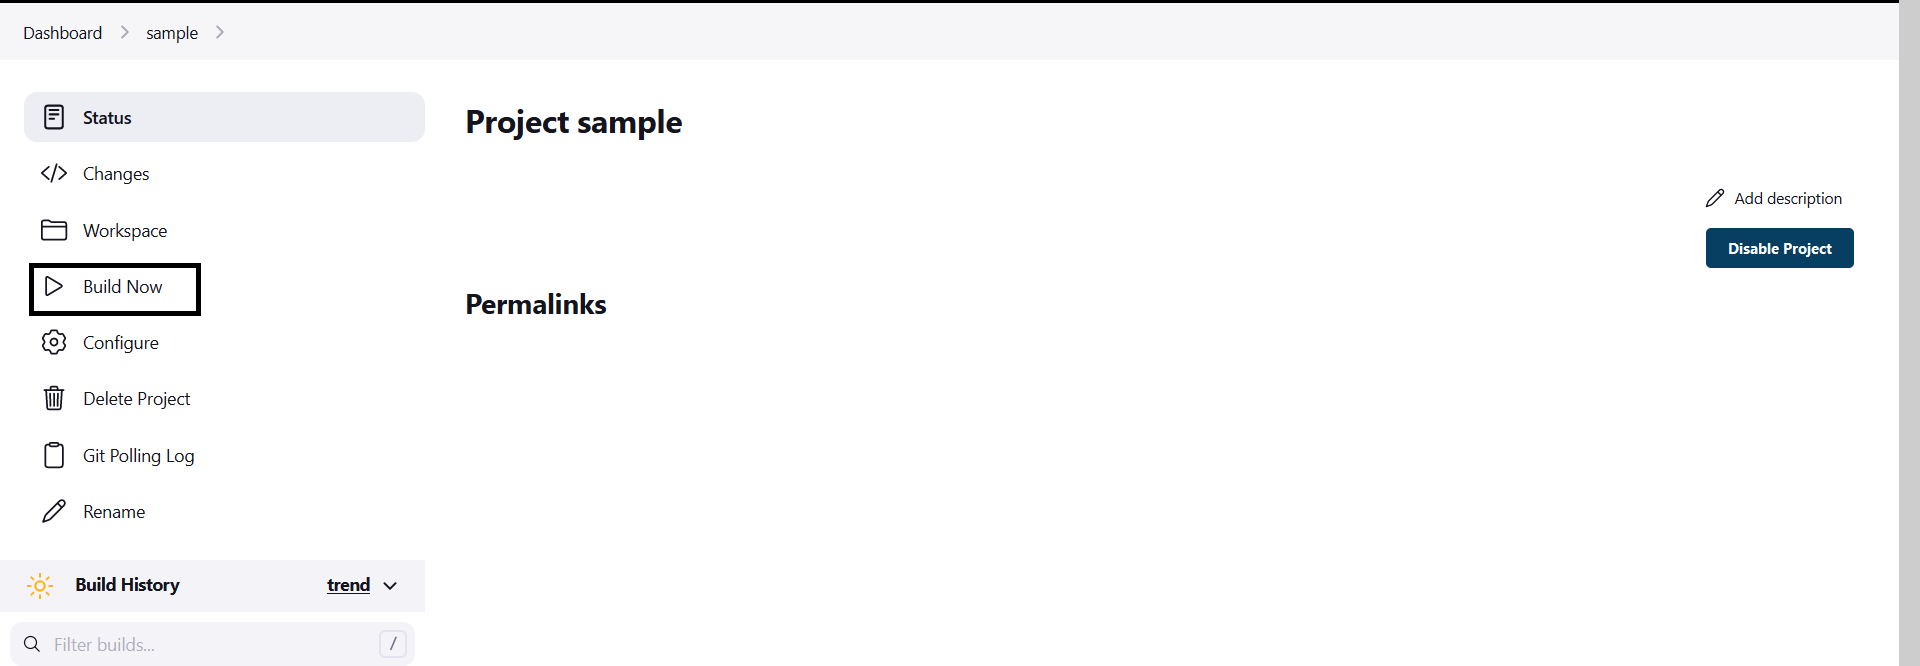 Dashboard > sample >
Status
Changes
Workspace
Build Now
Configure
Delete Project
Git Polling Log
Rename
Build History trend
Filter builds... /
Project sample
Add description
Disable Project
Permalinks